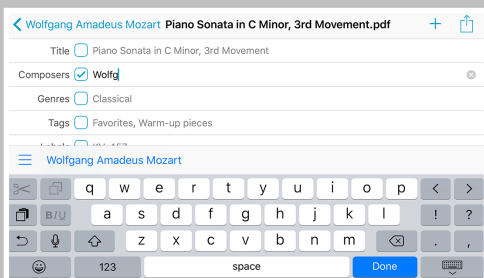 Wolfgang Amadeus Mozart Piano Sonata in C Minor, 3rd Movement.pdf
Title Piano Sonata in C Minor, 3rd Movement
Composers Wolfg
Genres Classical
Tags Favorites, Warm-up pieces
Wolfgang Amadeus Mozart
q w e r t y u i o p < >
B/U a s d f g h j k l ! ?
z x c v b n m . ,
123 space Done